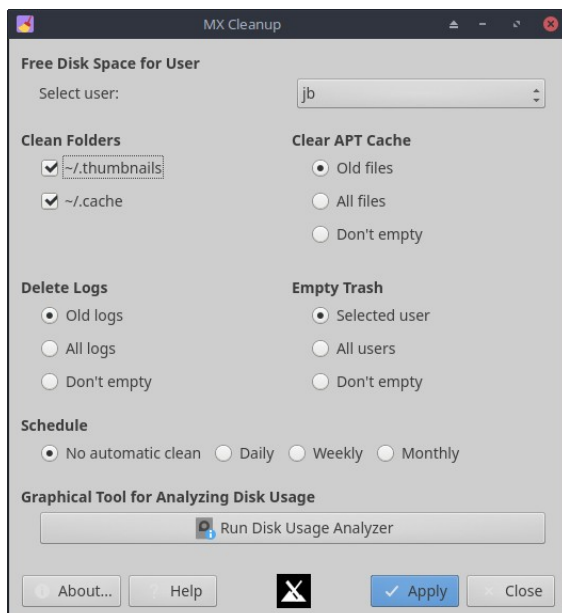 MX Cleanup
Free Disk Space for User
Select user: jb
Clean Folders
~/.thumbnails
~/.cache
Clear APT Cache
Old files
All files
Don't empty
Delete Logs
Old logs
All logs
Don't empty
Empty Trash
Selected user
All users
Don't empty
Schedule
No automatic clean Daily Weekly Monthly
Graphical Tool for Analyzing Disk Usage
Run Disk Usage Analyzer
About... Help Apply Close